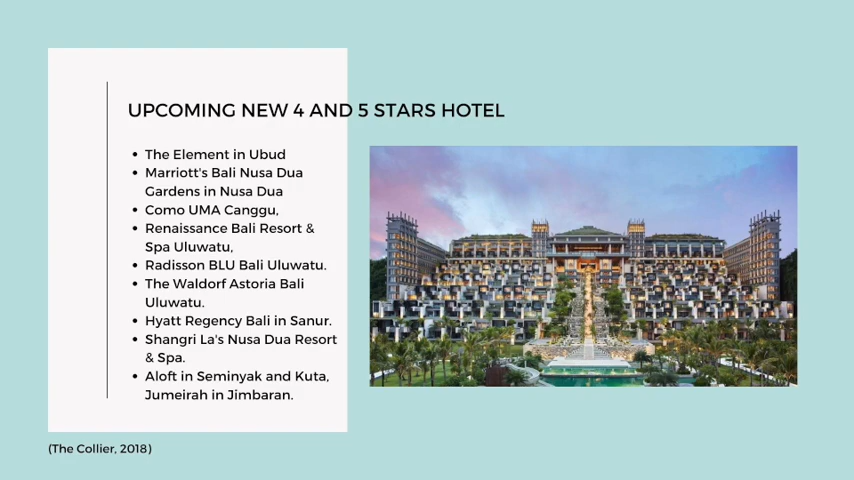 UPCOMING NEW 4 AND 5 STARS HOTEL
• The Element in Ubud
• Marriott's Bali Nusa Dua
Gardens in Nusa Dua
• Como UMA Canggu,
• Renaissance Bali Resort &
Spa Uluwatu,
• Radisson BLU Bali Uluwatu.
• The Waldorf Astoria Bali
Uluwatu.
• Hyatt Regency Bali in Sanur.
• Shangri La's Nusa Dua Resort
& Spa.
• Aloft in Seminyak and Kuta,
Jumeirah in Jimbaran.
(The Collier, 2018)